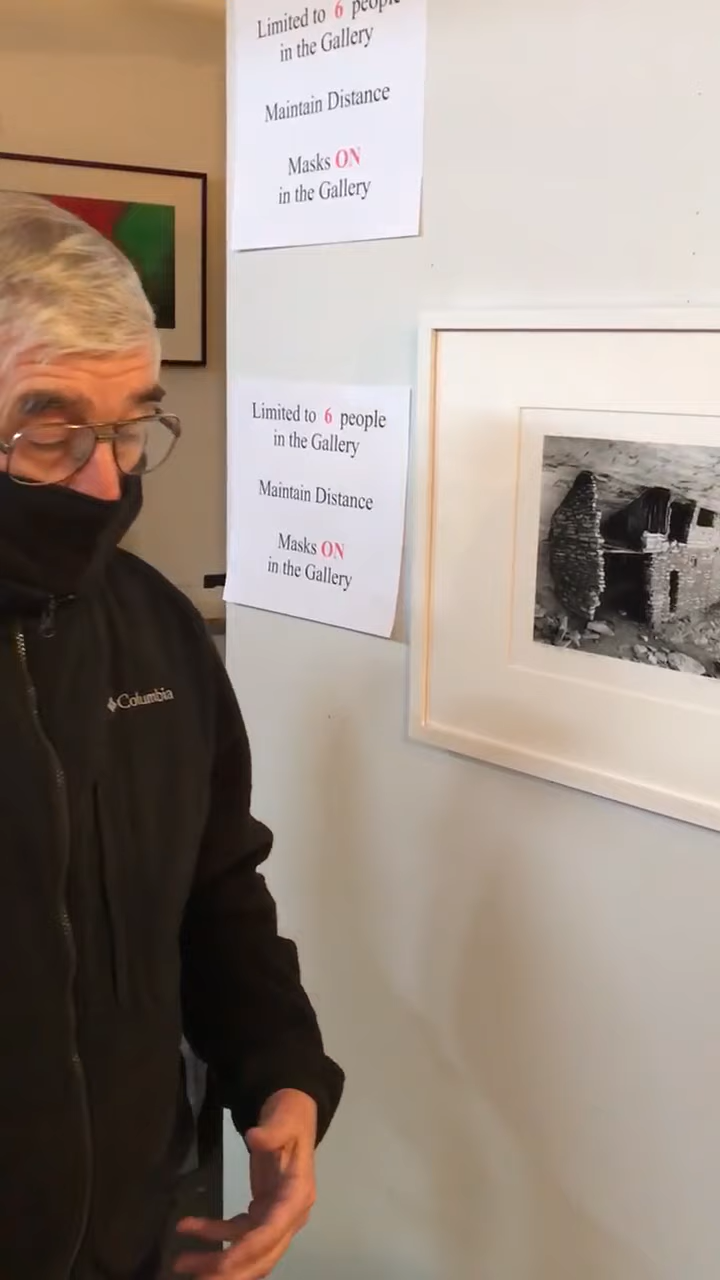 Limited to 6 people
in the Gallery
Maintain Distance
Masks ON
in the Gallery
Limited to 6 people
in the Gallery
Maintain Distance
Masks ON
in the Gallery
Columbia